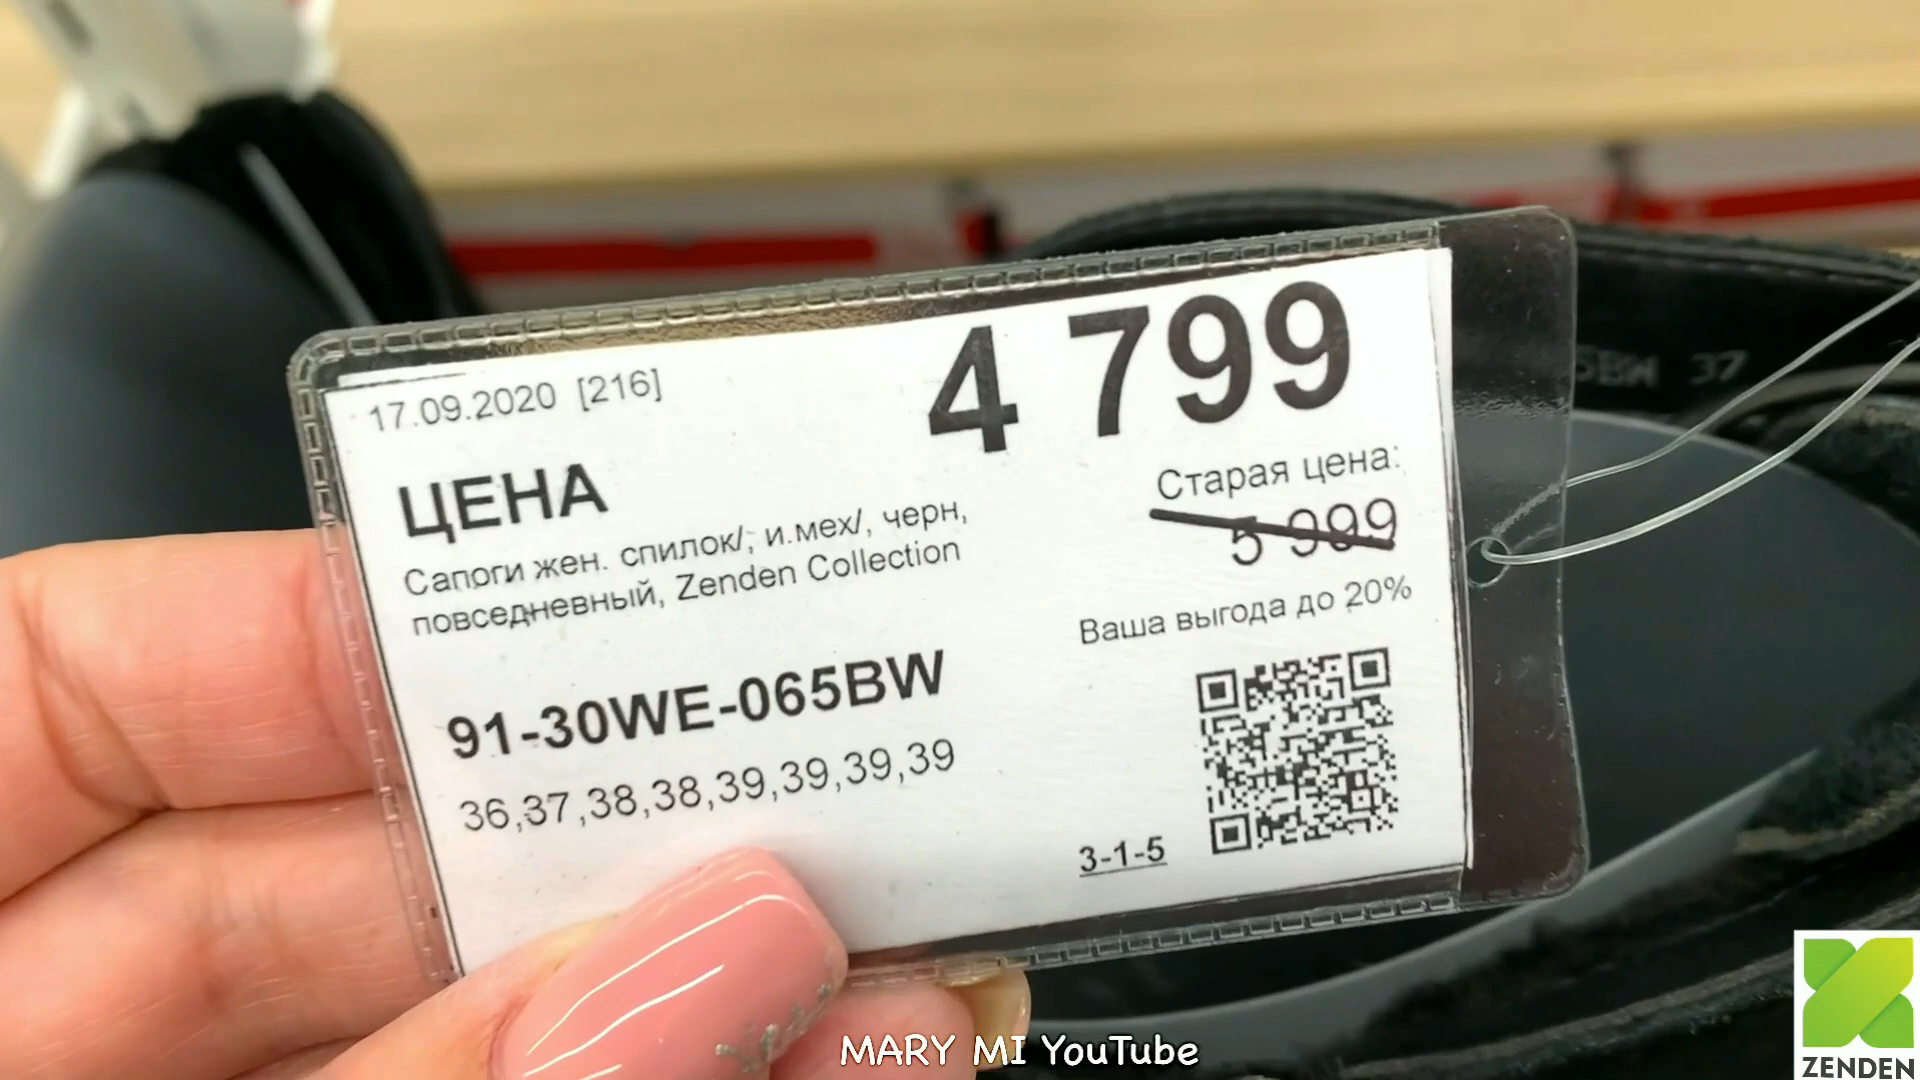 17.09.2020 [216]
4 799
ЦЕНА
Сапоги жен. спилок/, и.мех/, черн,
повседневный, Zenden Collection
Старая цена:
5 999
Ваша выгода до 20%
91-30WE-065BW
36,37,38,38,39,39,39,39
3-1-5
5BW 37
MARY MI YouTube
ZENDEN